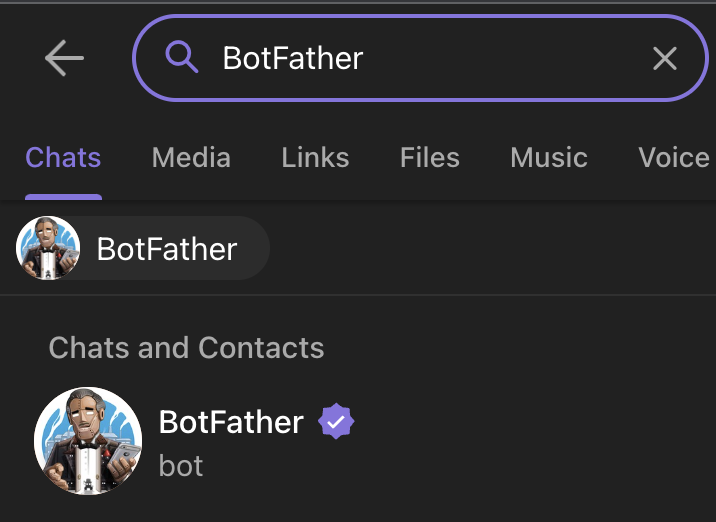 BotFather
Chats Media Links Files Music Voice
BotFather
Chats and Contacts
BotFather
bot